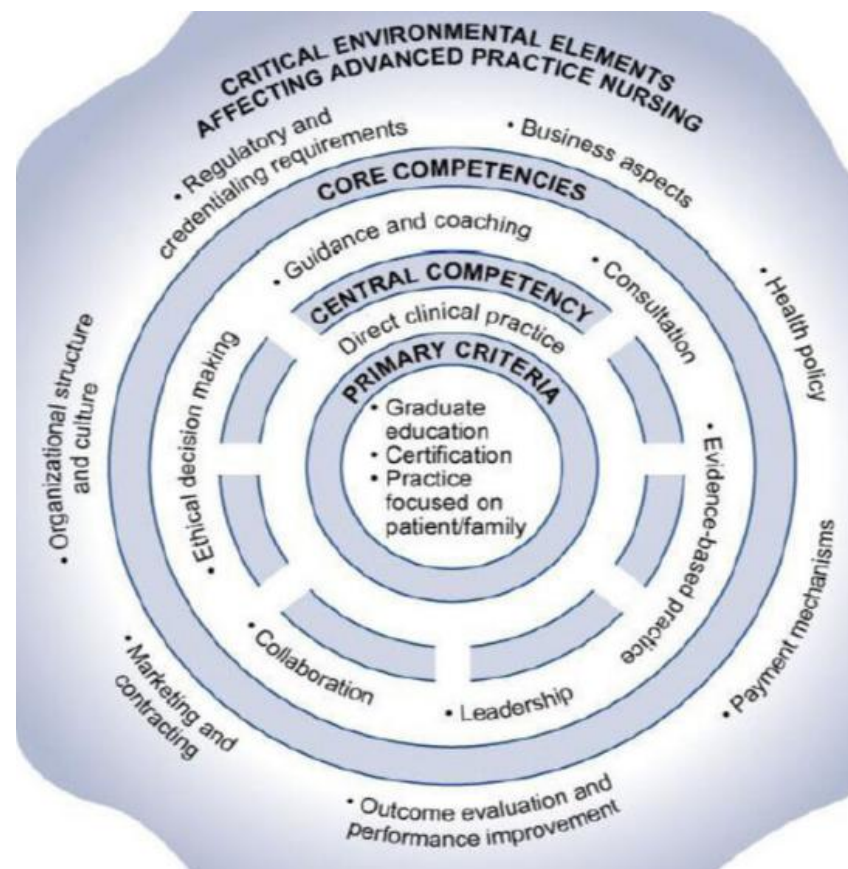 CRITICAL ENVIRONMENTAL ELEMENTS
AFFECTING ADVANCED PRACTICE NURSING
• Regulatory and
credentialing requirements
• Business aspects
• Health policy
• Payment mechanisms
• Outcome evaluation and
performance improvement
• Marketing and
contracting
• Organizational structure
and culture
CORE COMPETENCIES
• Guidance and coaching
• Consultation
• Evidence-based practice
• Leadership
• Collaboration
• Ethical decision making
CENTRAL COMPETENCY
Direct clinical practice
PRIMARY CRITERIA
• Graduate
education
• Certification
• Practice
focused on
patient/family